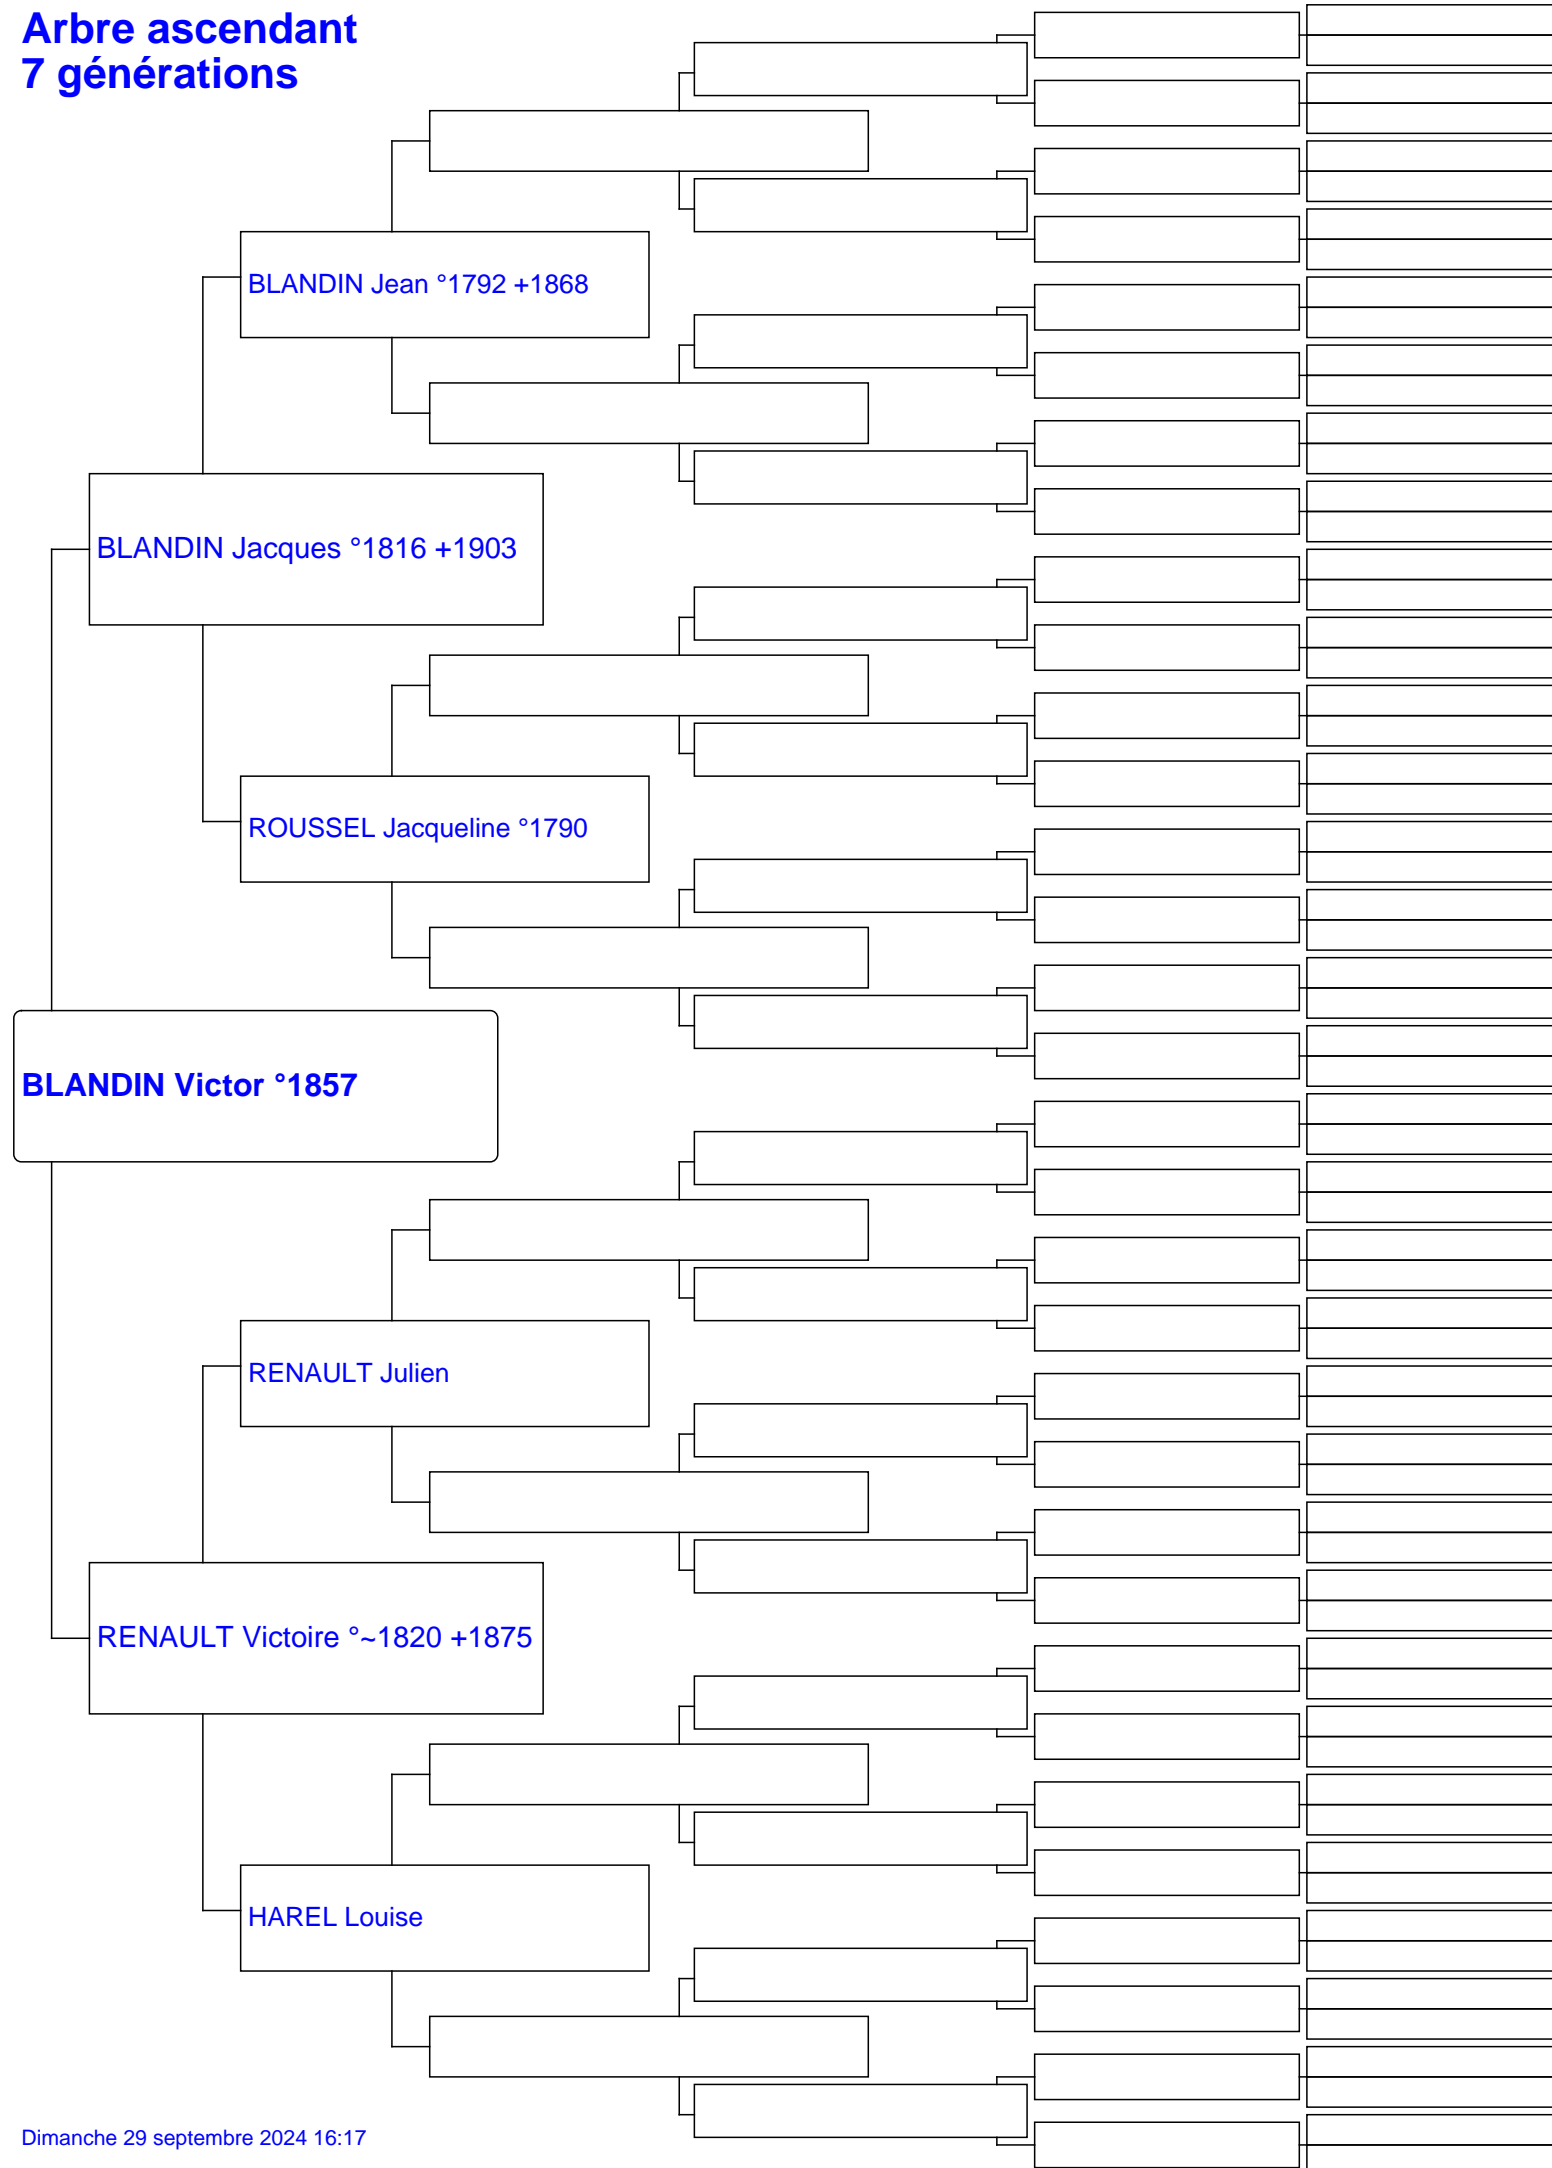 Arbre ascendant
7 générations
BLANDIN Jean °1792 +1868
BLANDIN Jacques °1816 +1903
ROUSSEL Jacqueline °1790
BLANDIN Victor °1857
RENAULT Julien
RENAULT Victoire °~1820 +1875
HAREL Louise
Dimanche 29 septembre 2024 16:17